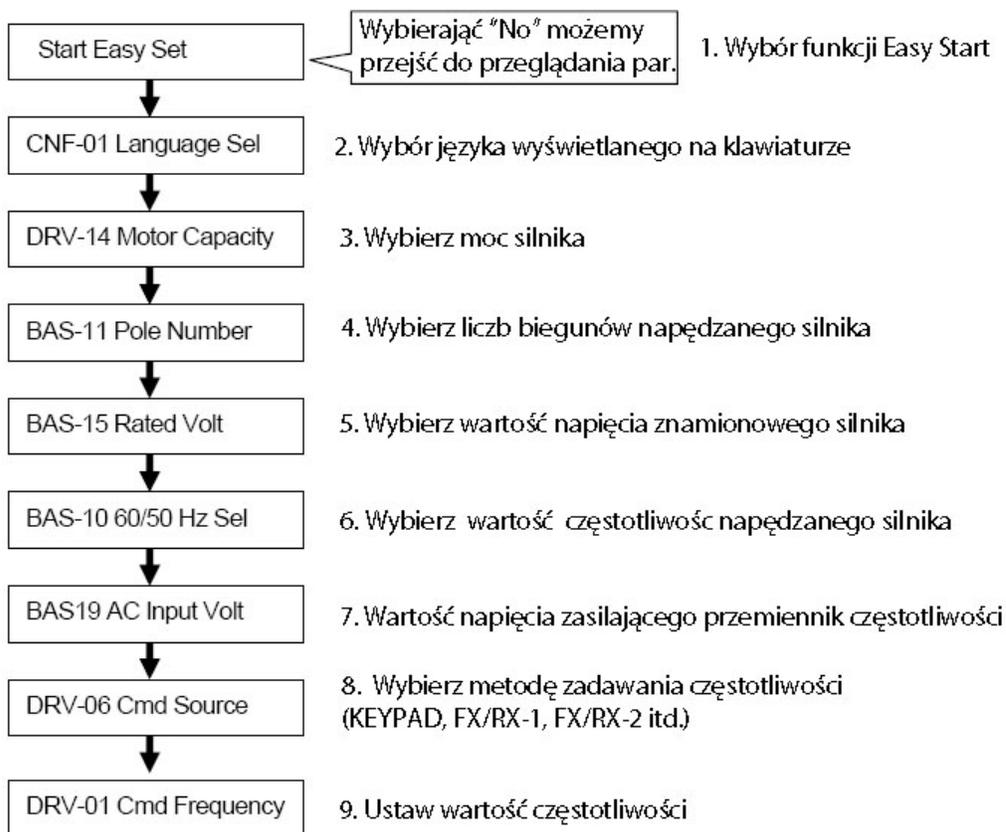 Start Easy Set
Wybierająć "No" możemy
przejść do przeglądania par.
1. Wybór funkcji Easy Start
CNF-01 Language Sel
2. Wybór języka wyświetlanego na klawiaturze
DRV-14 Motor Capacity
3. Wybierz moc silnika
BAS-11 Pole Number
4. Wybierz liczb biegunów napędzanego silnika
BAS-15 Rated Volt
5. Wybierz wartość napięcia znamionowego silnika
BAS-10 60/50 Hz Sel
6. Wybierz wartość częstotliwośc napędzanego silnika
BAS19 AC Input Volt
7. Wartość napięcia zasilającego przemiennik częstotliwości
DRV-06 Cmd Source
8. Wybierz metodę zadawania częstotliwości
(KEYPAD, FX/RX-1, FX/RX-2 itd.)
DRV-01 Cmd Frequency
9. Ustaw wartość częstotliwości